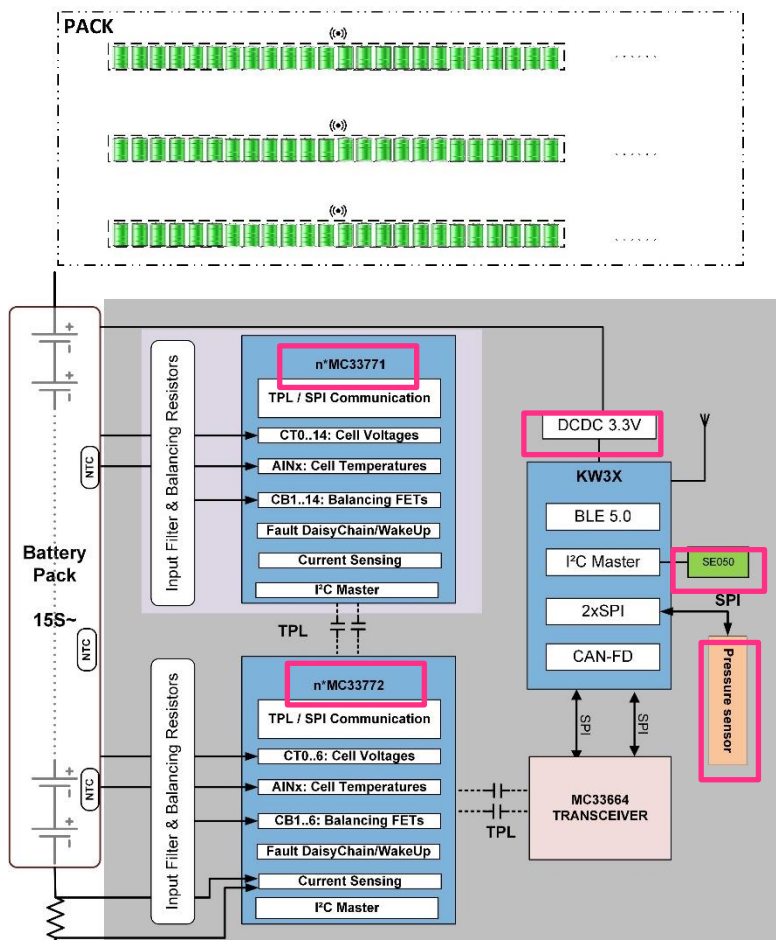 PACK
n*MC33771
TPL / SPI Communication
CT0..14: Cell Voltages
AINx: Cell Temperatures
CB1..14: Balancing FETs
Fault DaisyChain/WakeUp
Current Sensing
I²C Master
Input Filter & Balancing Resistors
NTC
Battery
Pack
15S~
NTC
NTC
TPL
DCDC 3.3V
KW3X
BLE 5.0
I²C Master
2xSPI
CAN-FD
SE050
SPI
Pressure sensor
SPI
SPI
n*MC33772
TPL / SPI Communication
CT0..6: Cell Voltages
AINx: Cell Temperatures
CB1..6: Balancing FETs
Fault DaisyChain/WakeUp
Current Sensing
I²C Master
Input Filter & Balancing Resistors
TPL
MC33664
TRANSCEIVER